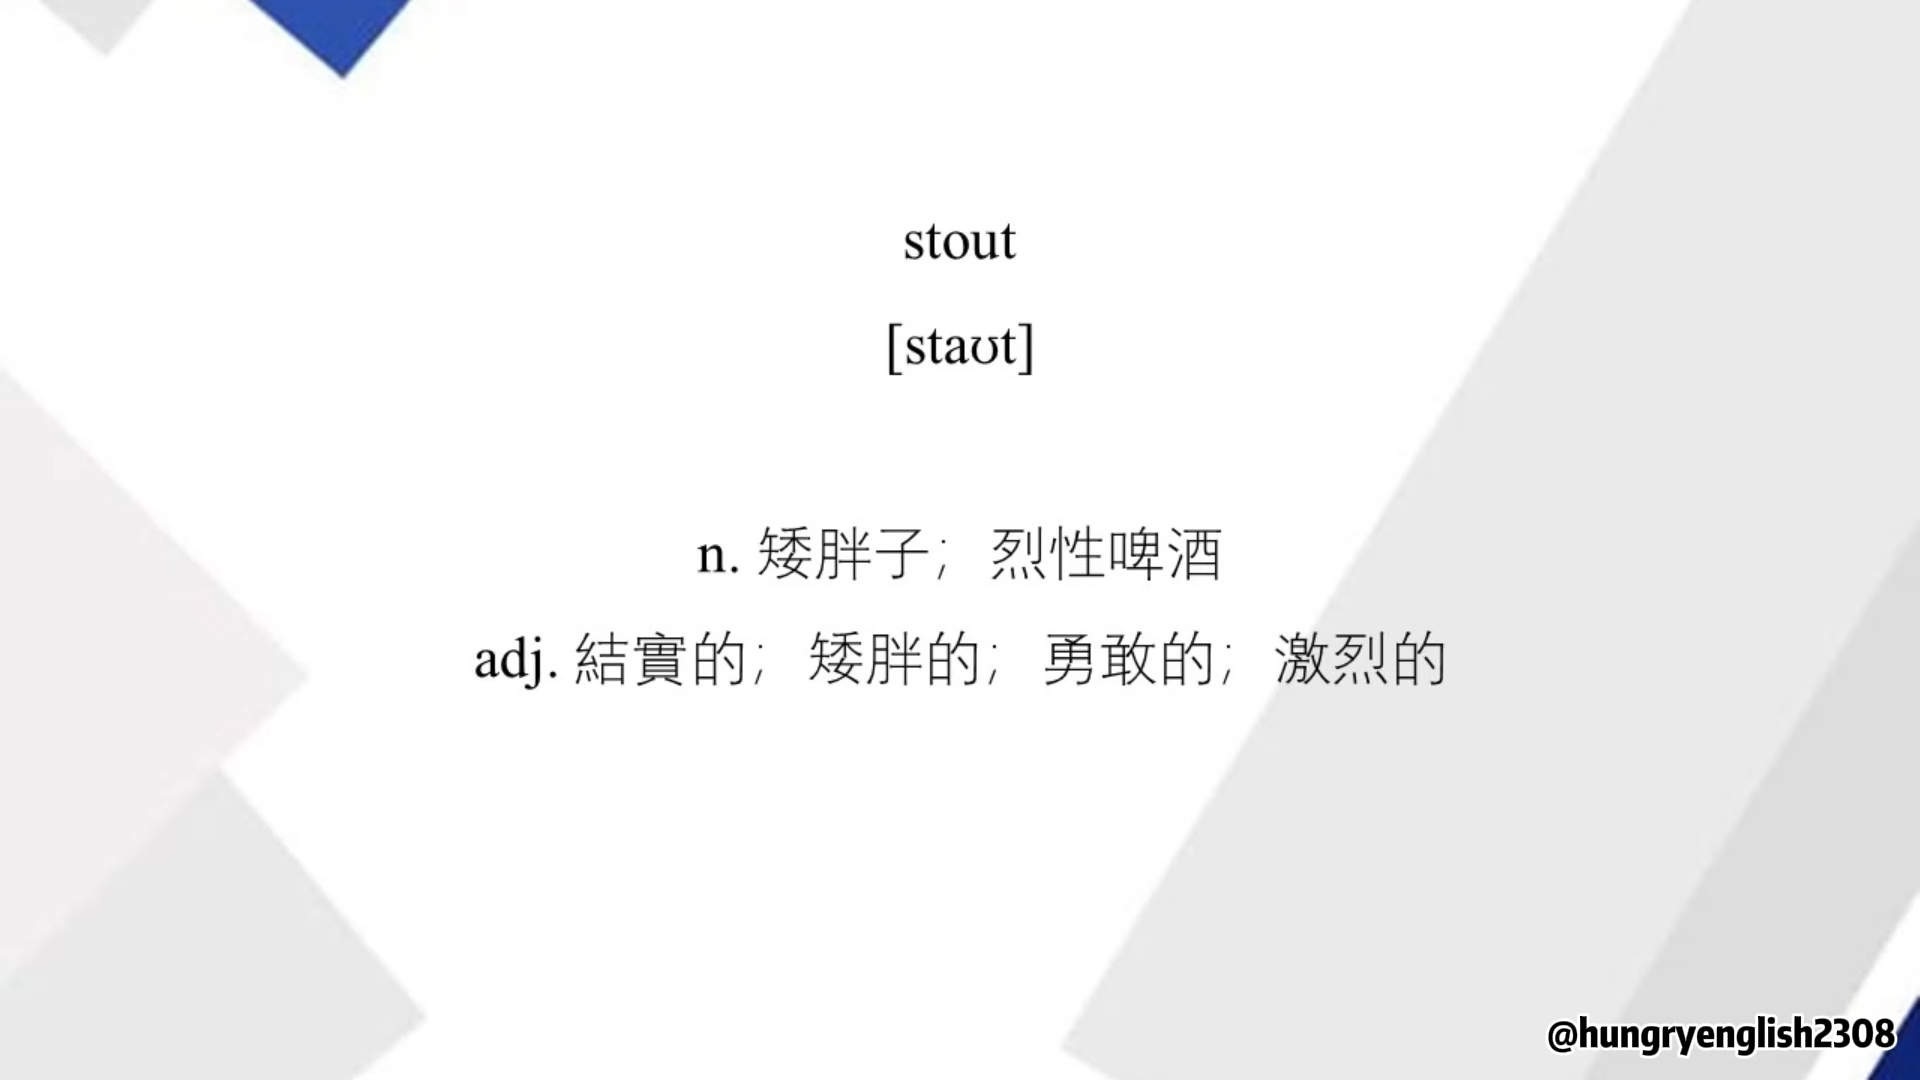 stout
[staʊt]
n. 矮胖子；烈性啤酒
adj. 結實的；矮胖的；勇敢的；激烈的
@hungryenglish2308